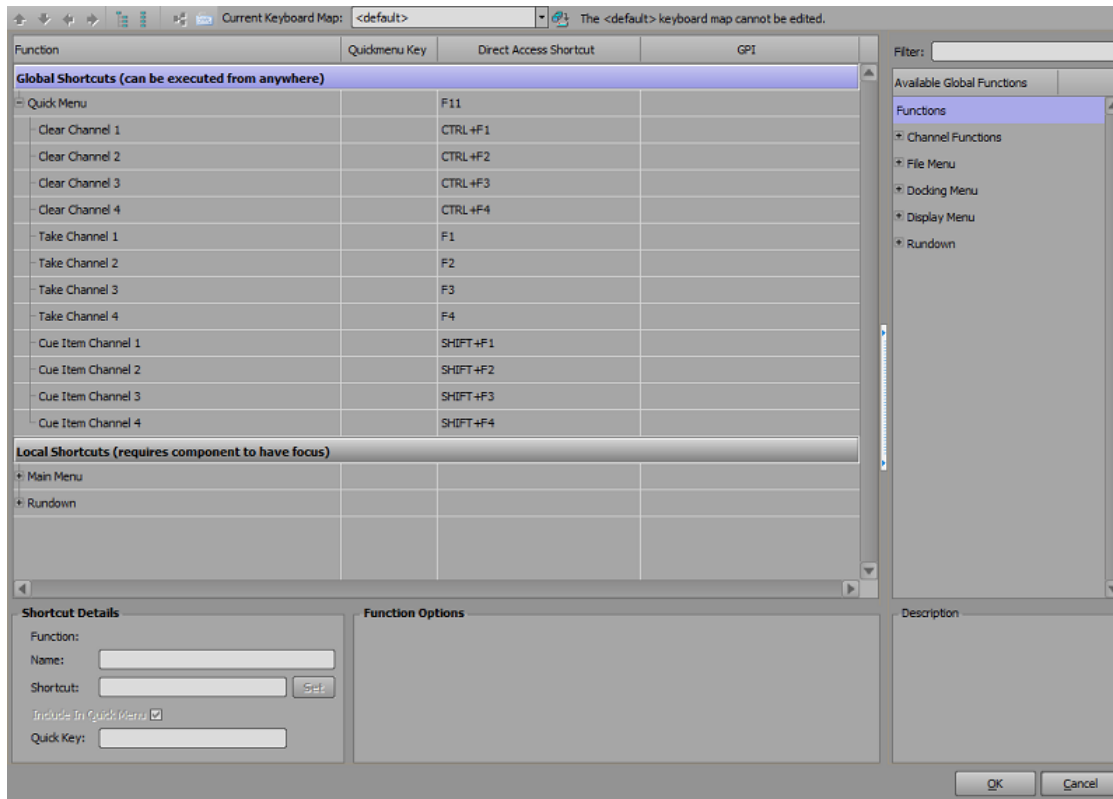 Current Keyboard Map: <default> The <default> keyboard map cannot be edited.
Function Quickmenu Key Direct Access Shortcut GPI
Global Shortcuts (can be executed from anywhere)
Quick Menu F11
Clear Channel 1 CTRL+F1
Clear Channel 2 CTRL+F2
Clear Channel 3 CTRL+F3
Clear Channel 4 CTRL+F4
Take Channel 1 F1
Take Channel 2 F2
Take Channel 3 F3
Take Channel 4 F4
Cue Item Channel 1 SHIFT+F1
Cue Item Channel 2 SHIFT+F2
Cue Item Channel 3 SHIFT+F3
Cue Item Channel 4 SHIFT+F4
Local Shortcuts (requires component to have focus)
Main Menu
Rundown
Filter:
Available Global Functions
Functions
Channel Functions
File Menu
Docking Menu
Display Menu
Rundown
Shortcut Details
Function:
Name:
Shortcut: Set
Include In Quick Menu
Quick Key:
Function Options
Description
OK Cancel